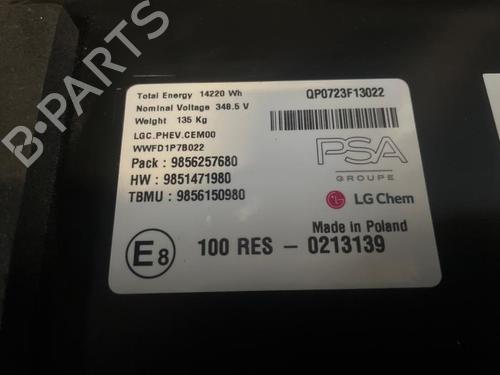 B-PARTS
Total Energy 14220 Wh
Nominal Voltage 348.5 V
Weight 135 Kg
LGC.PHEV.CEM00
WWFD1P7B022
Pack : 9856257680
HW : 9851471980
TBMU : 9856150980
QP0723F13022
PSA
GROUPE
LG Chem
Made in Poland
E8 100 RES - 0213139